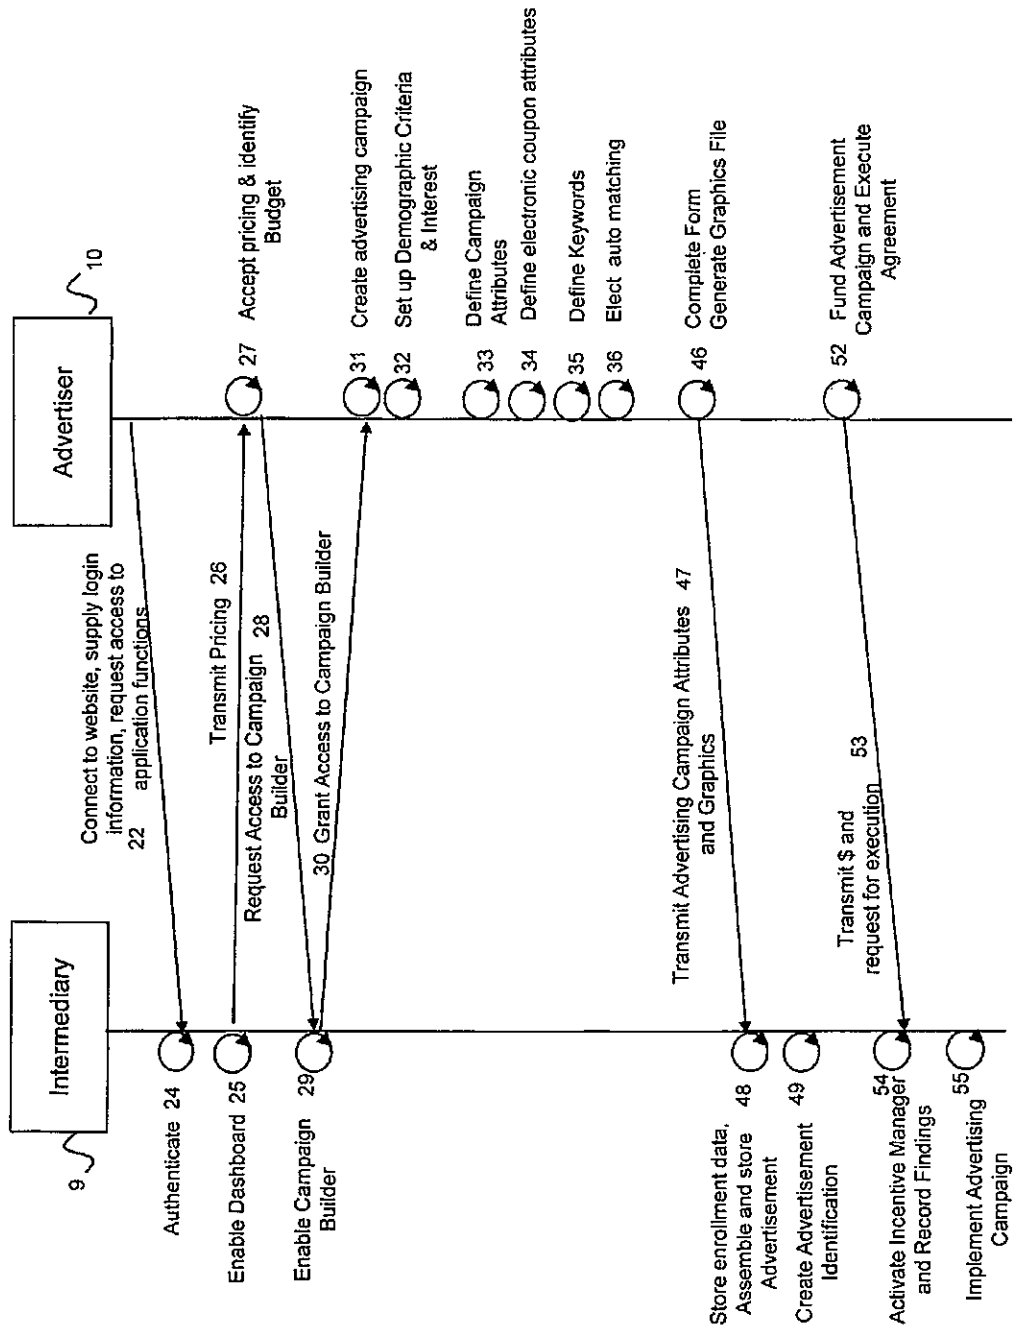 Intermediary
9
Advertiser
10
Connect to website, supply login
information, request access to
application functions
22
Authenticate 24
Enable Dashboard 25
Transmit Pricing 26
27 Accept pricing & identify
Budget
Request Access to Campaign 28
Builder
Enable Campaign 29
Builder
30 Grant Access to Campaign Builder
31 Create advertising campaign
32 Set up Demographic Criteria
& Interest
33 Define Campaign
Attributes
34 Define electronic coupon attributes
35 Define Keywords
36 Elect auto matching
46 Complete Form
Generate Graphics File
Transmit Advertising Campaign Attributes 47
and Graphics
Store enrollment data, 48
Assemble and store
Advertisement
Create Advertisement 49
Identification
52 Fund Advertisement
Campaign and Execute
Agreement
Transmit $ and 53
request for execution
54
Activate Incentive Manager
and Record Findings
55
Implement Advertising
Campaign